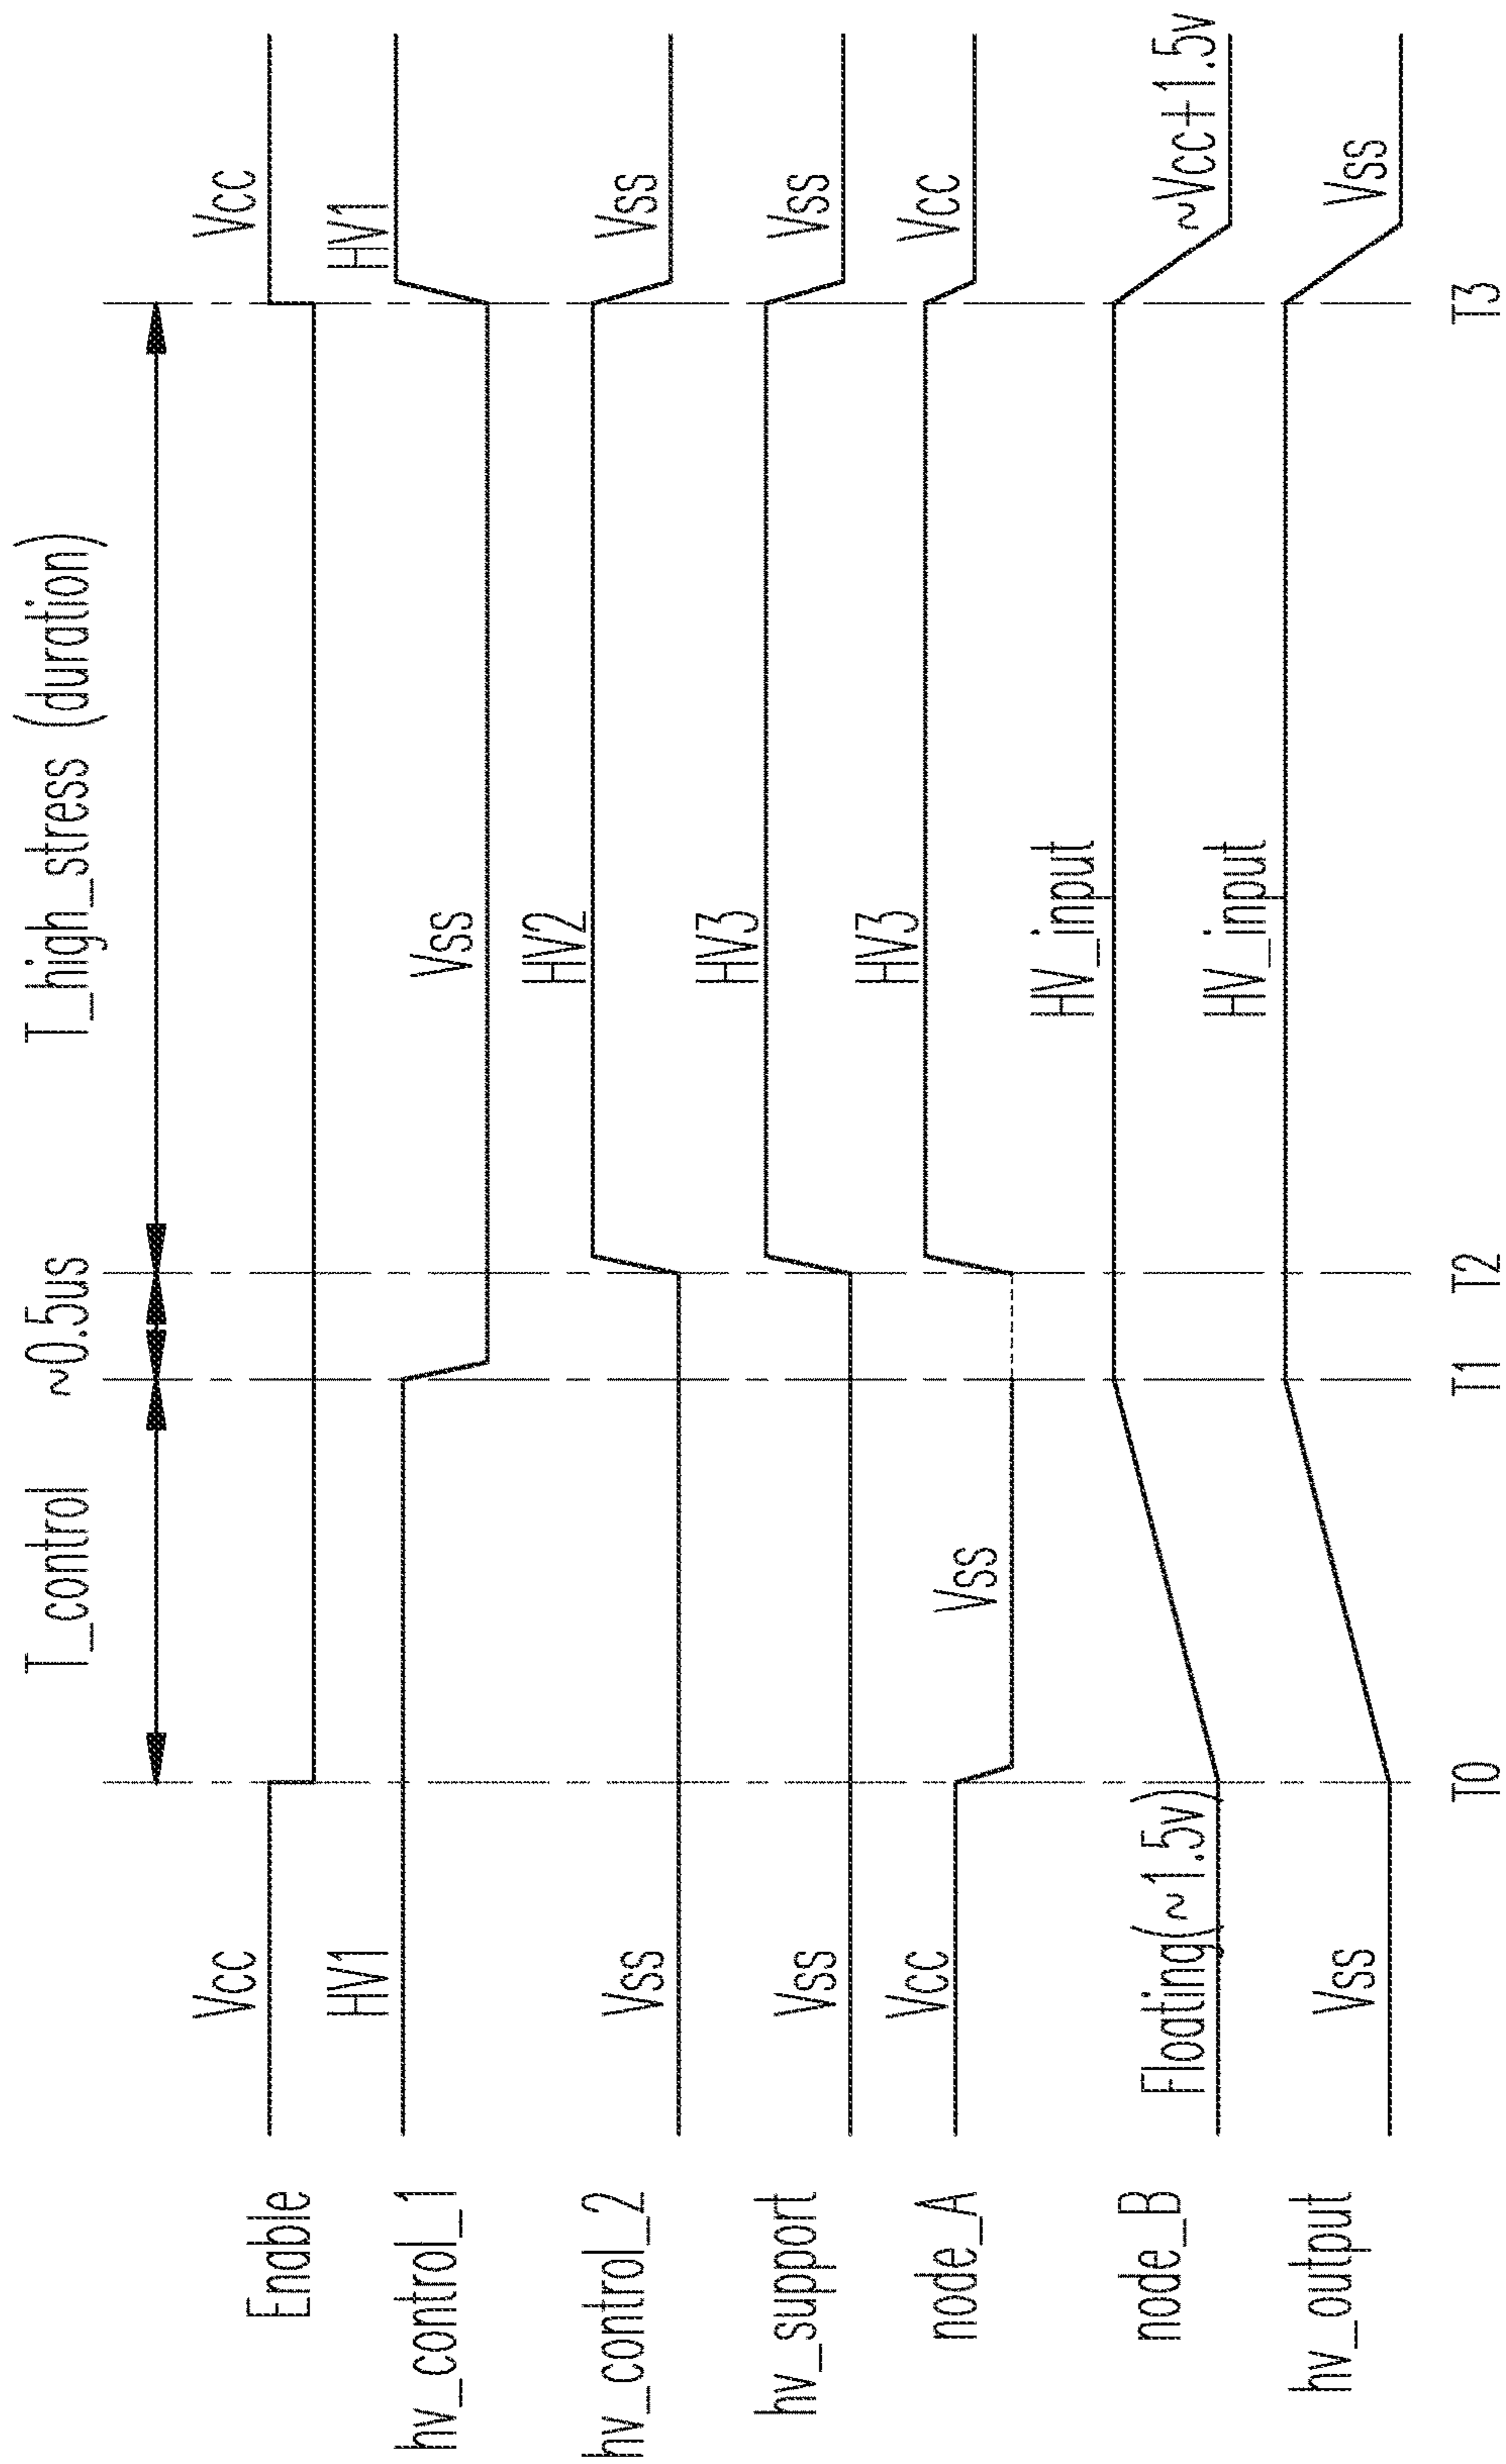 T_control ~0.5us T_high_stress (duration)
Enable Vcc Vcc
hv_control_1 HV1 Vss HV1
hv_control_2 Vss HV2 Vss
hv_support Vss HV3 Vss
node_A Vcc Vss HV3 Vcc
node_B Floating(~1.5v) HV_input ~Vcc+1.5v
hv_output Vss HV_input Vss
T0 T1 T2 T3